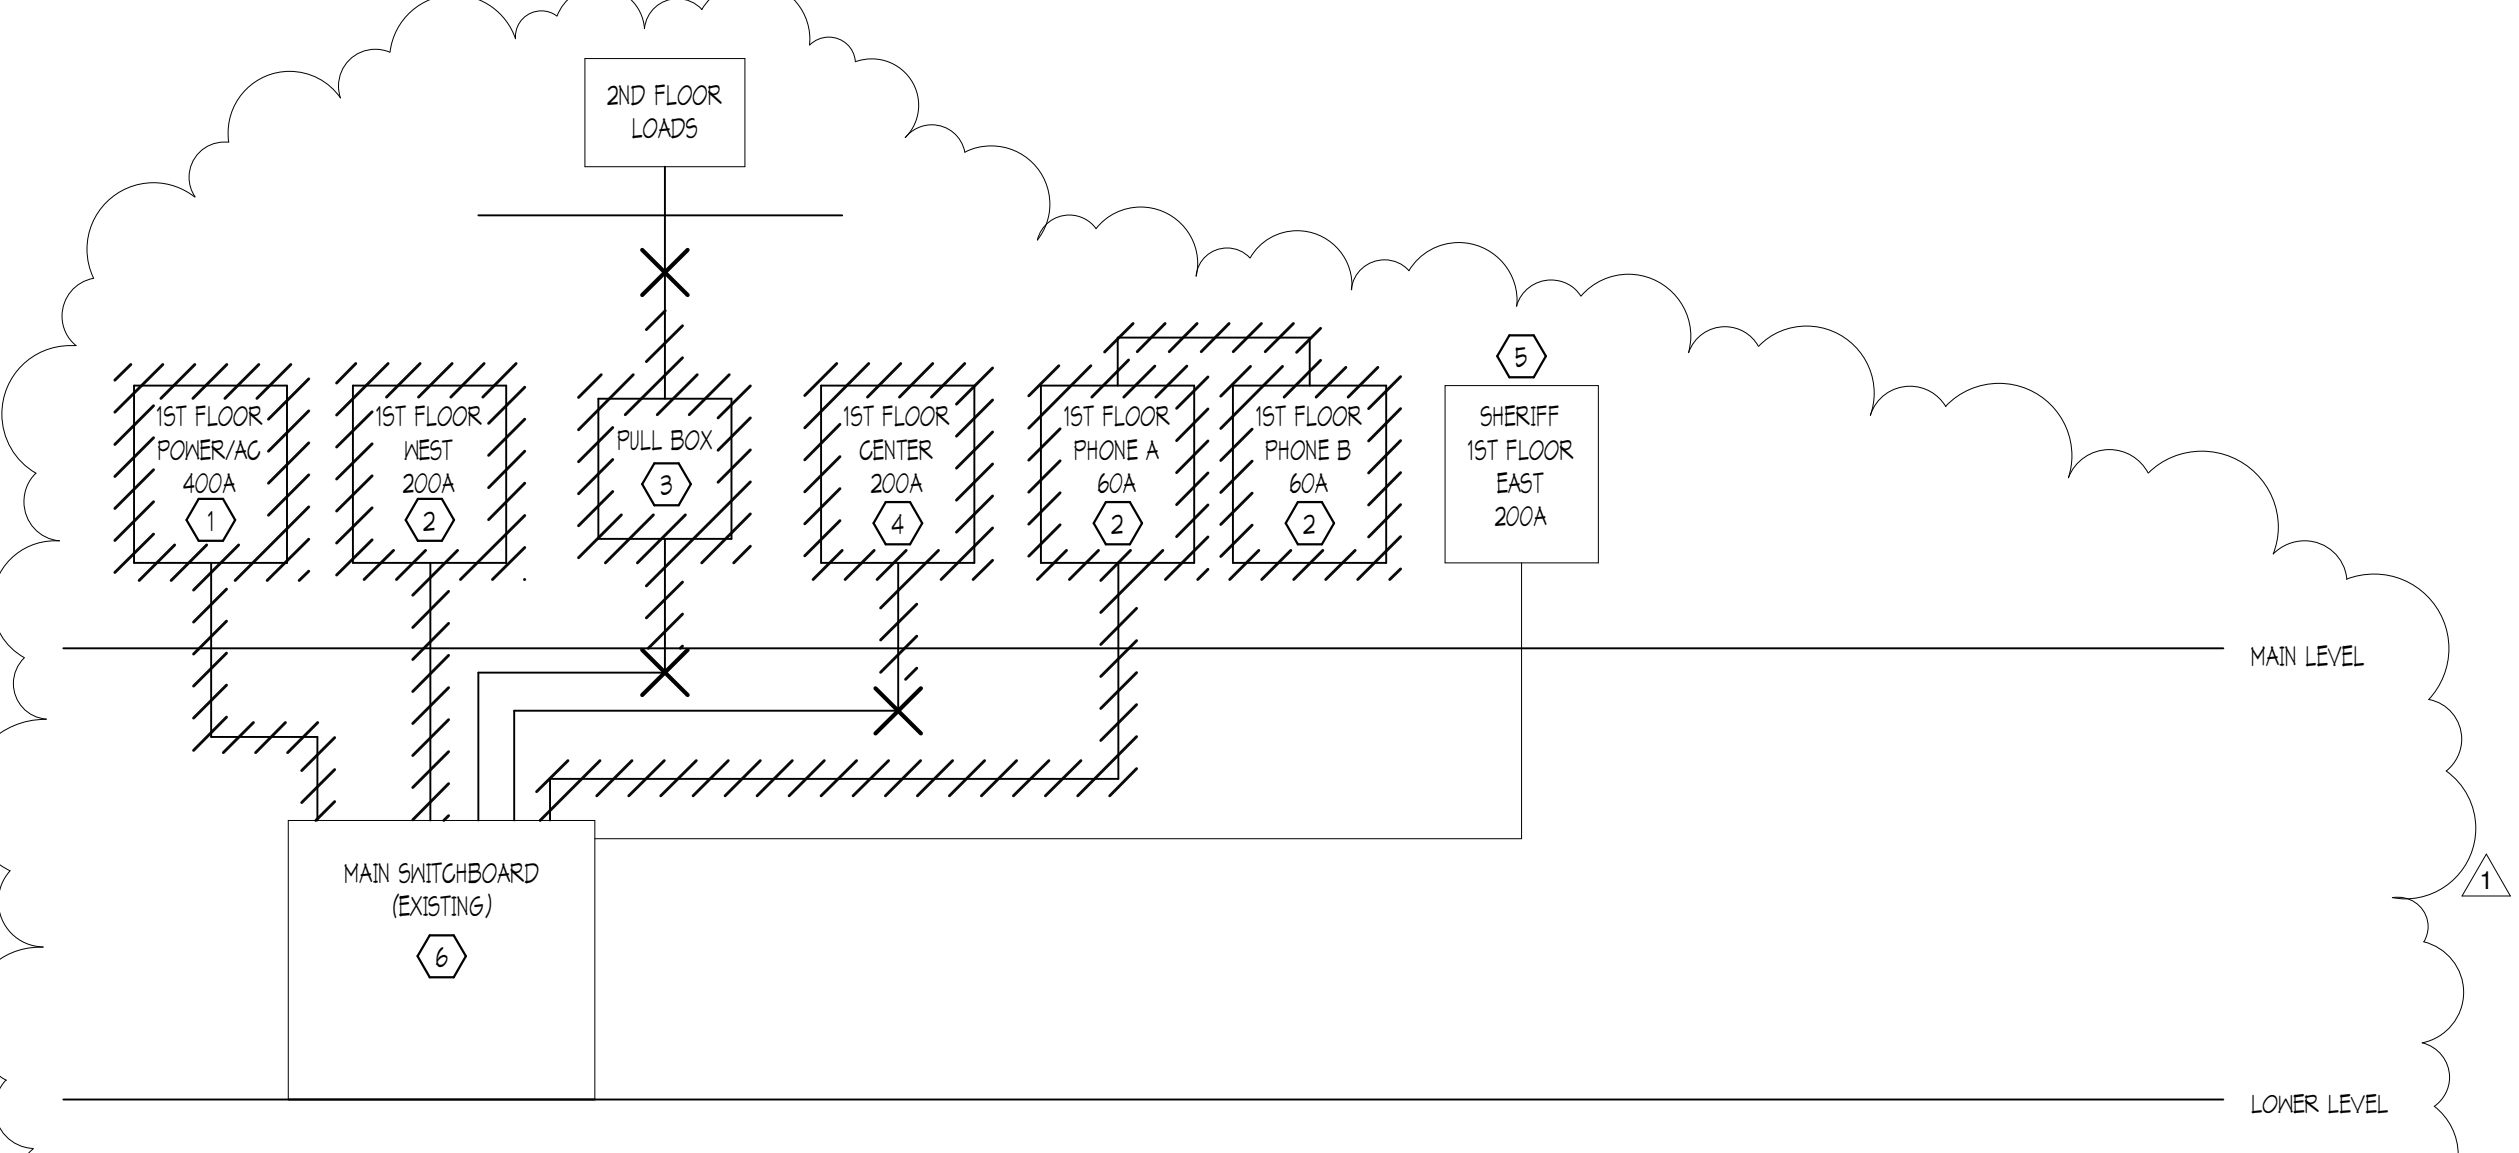 2ND FLOOR
LOADS
1ST FLOOR
POWER/AC
400A
1
1ST FLOOR
WEST
200A
2
PULL BOX
3
1ST FLOOR
CENTER
200A
4
1ST FLOOR
PHONE A
60A
2
1ST FLOOR
PHONE B
60A
2
5
SHERIFF
1ST FLOOR
EAST
200A
MAIN LEVEL
MAIN SWITCHBOARD
(EXISTING)
6
1
LOWER LEVEL